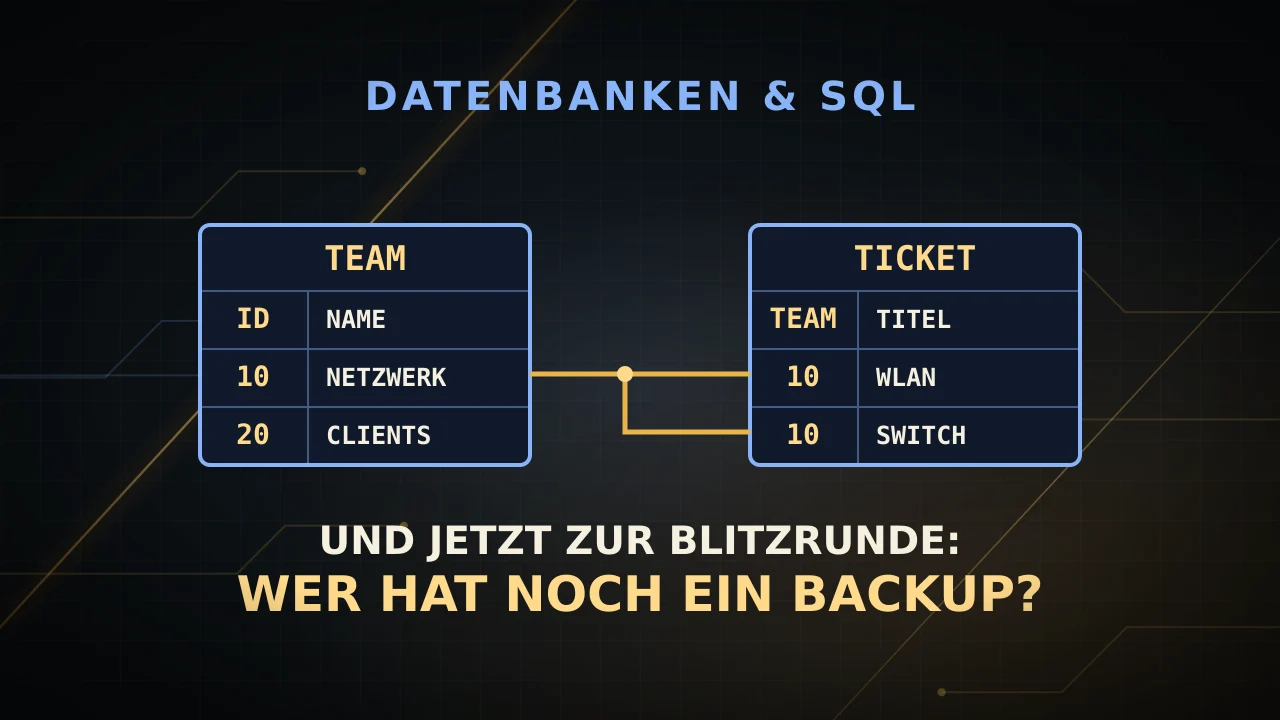 DATENBANKEN & SQL
TEAM
ID NAME
10 NETZWERK
20 CLIENTS
TICKET
TEAM TITEL
10 WLAN
10 SWITCH
UND JETZT ZUR BLITZRUNDE:
WER HAT NOCH EIN BACKUP?